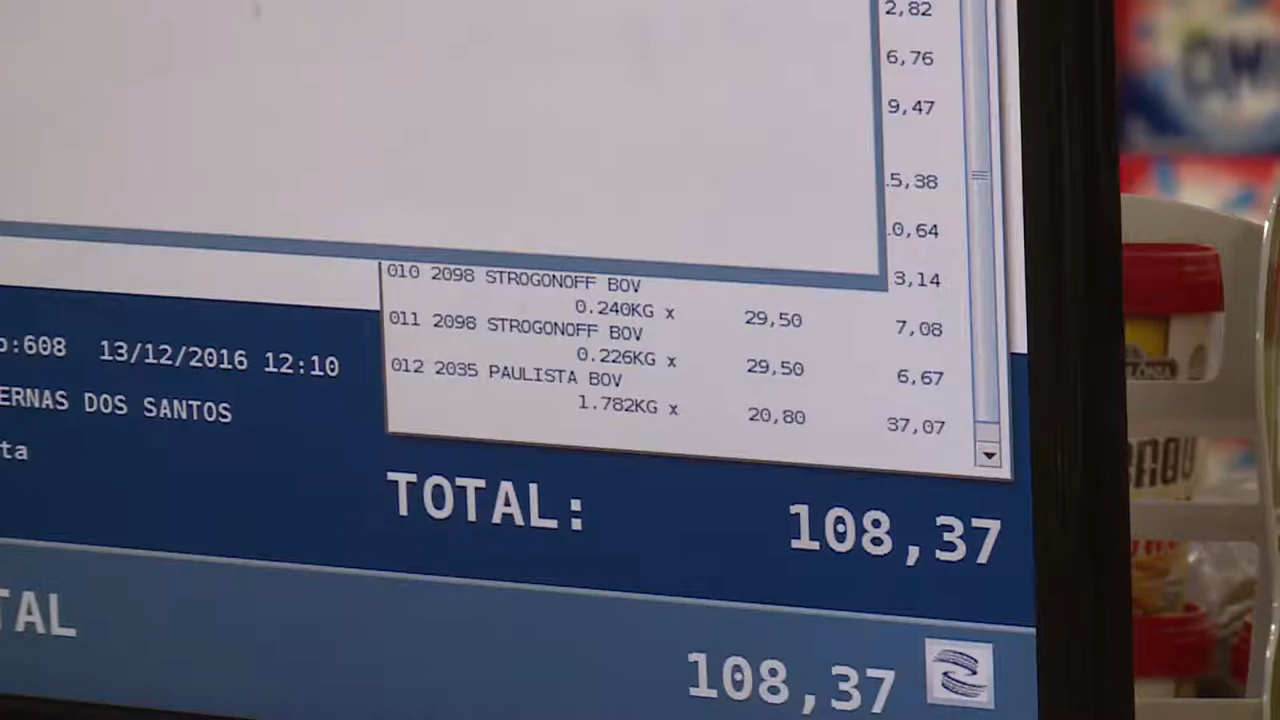 2,82
6,76
9,47
5,38
0,64
3,14
010 2098 STROGONOFF BOV
0.240KG x 29,50 7,08
011 2098 STROGONOFF BOV
0.226KG x 29,50 6,67
012 2035 PAULISTA BOV
1.782KG x 20,80 37,07
:608 13/12/2016 12:10
ERNAS DOS SANTOS
ta
TOTAL: 108,37
TAL
108,37